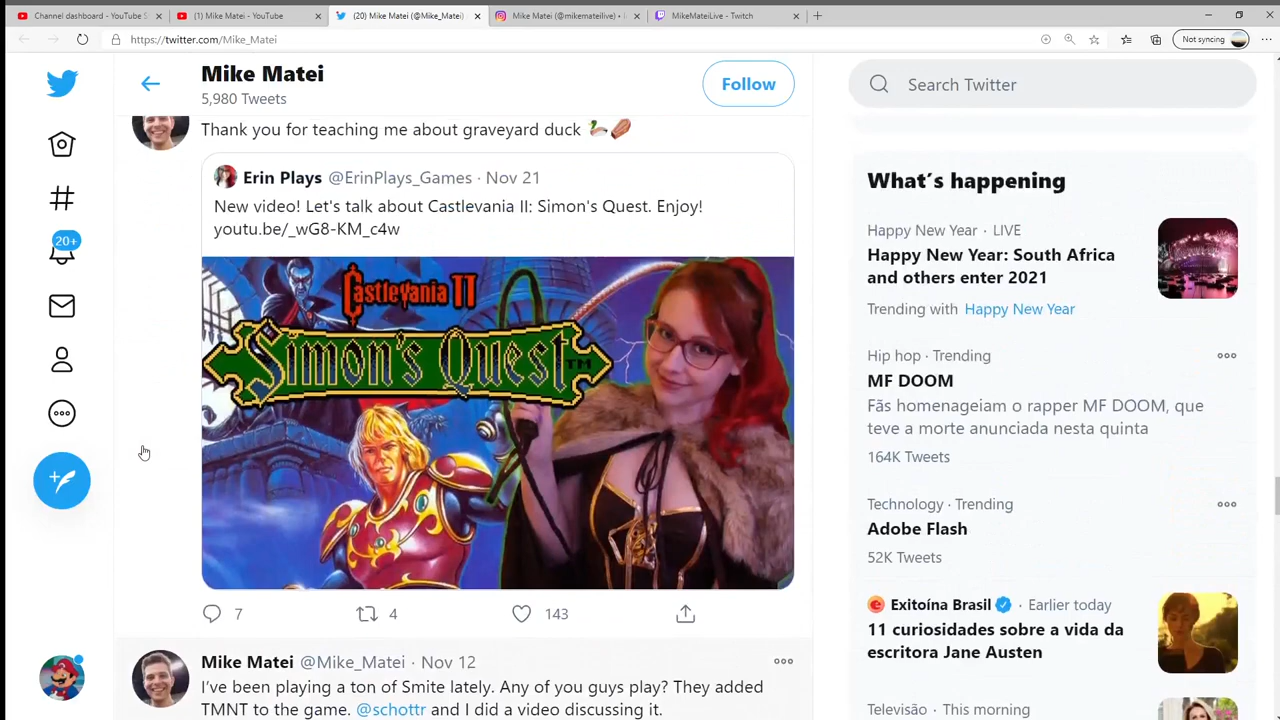 Channel dashboard - YouTube S
(1) Mike Matei - YouTube
(20) Mike Matei (@Mike_Matei)
Mike Matei (@mikemateilive) •
MikeMateiLive - Twitch
https://twitter.com/Mike_Matei
Not syncing
Mike Matei
5,980 Tweets
Follow
Search Twitter
Thank you for teaching me about graveyard duck 🦆⚰️
Erin Plays @ErinPlays_Games · Nov 21
New video! Let's talk about Castlevania II: Simon's Quest. Enjoy!
youtu.be/_wG8-KM_c4w
Castlevania II
Simon's Quest™
7 4 143
Mike Matei @Mike_Matei · Nov 12
I've been playing a ton of Smite lately. Any of you guys play? They added
TMNT to the game. @schottr and I did a video discussing it.
20+
What's happening
Happy New Year · LIVE
Happy New Year: South Africa
and others enter 2021
Trending with Happy New Year
Hip hop · Trending
MF DOOM
Fãs homenageiam o rapper MF DOOM, que
teve a morte anunciada nesta quinta
164K Tweets
Technology · Trending
Adobe Flash
52K Tweets
Exitoína Brasil · Earlier today
11 curiosidades sobre a vida da
escritora Jane Austen
Televisão · This morning